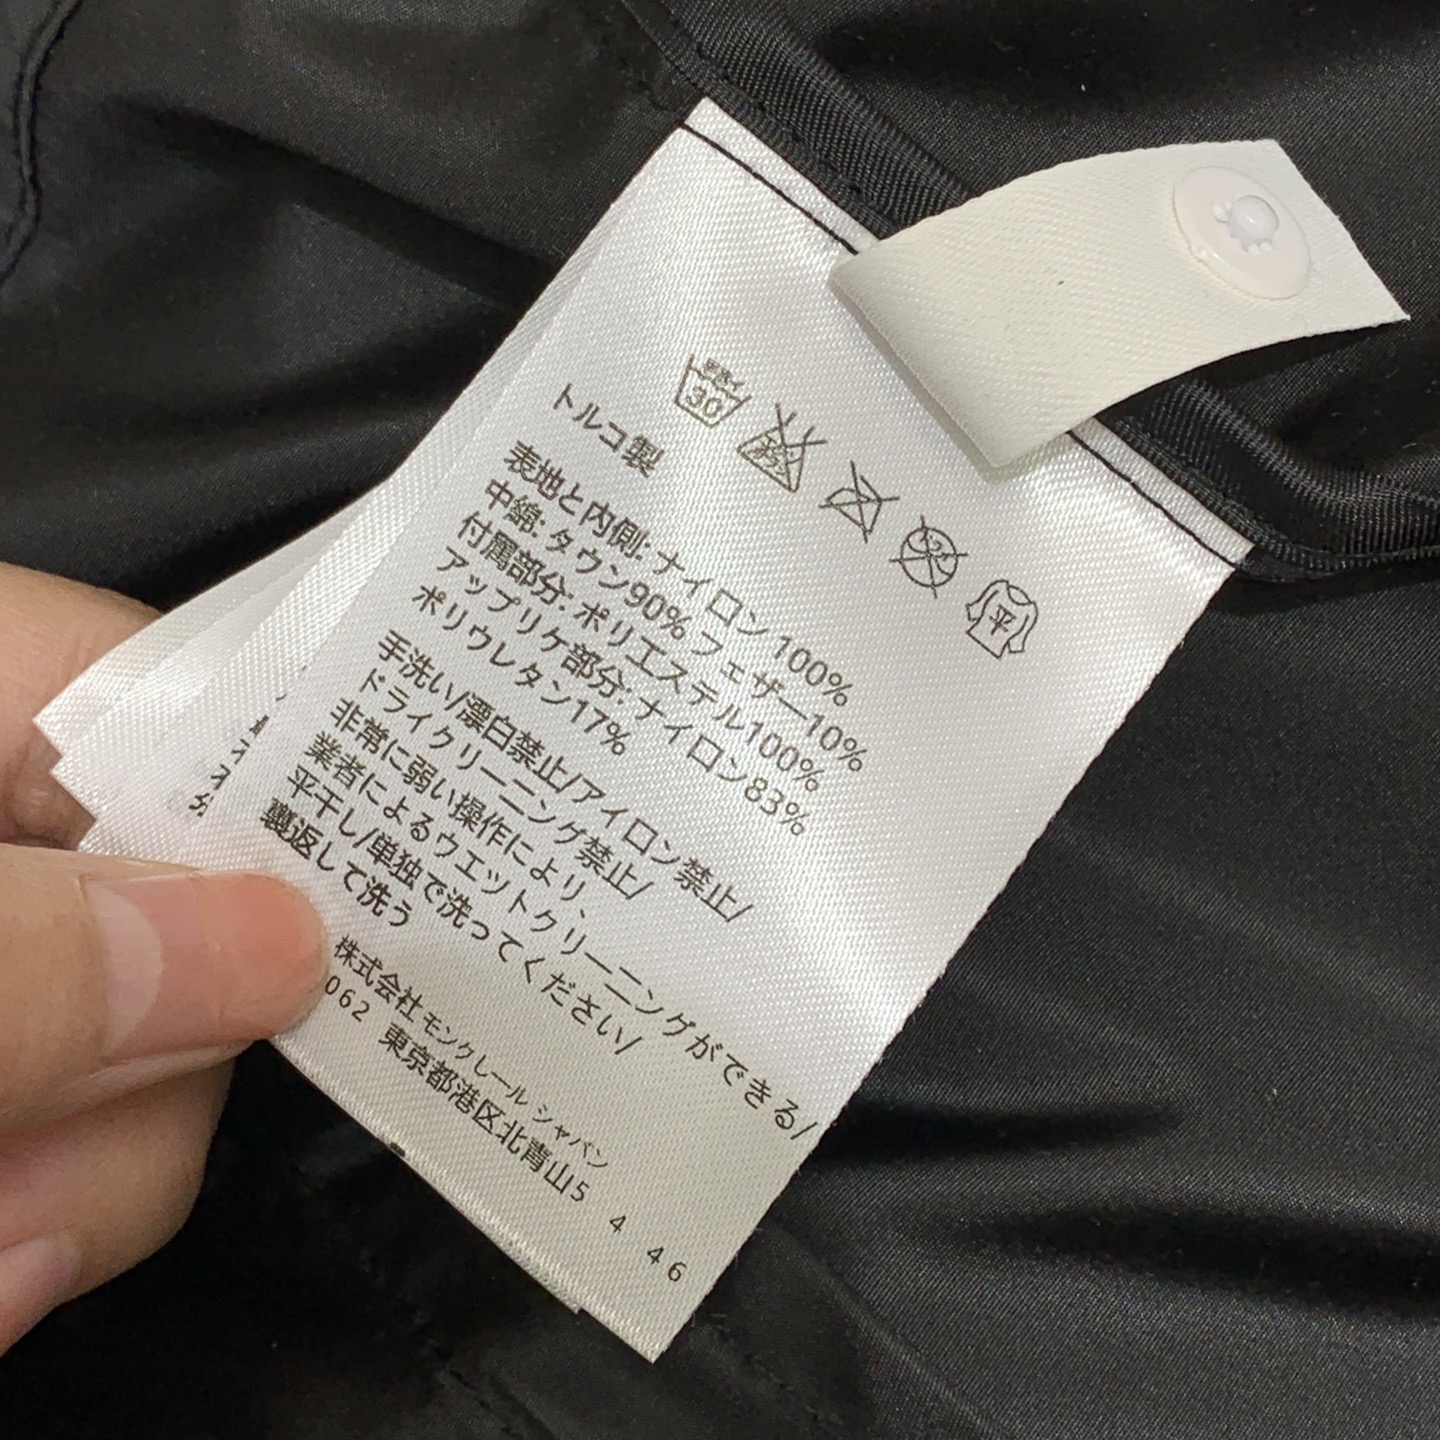 30
トルコ製
表地と内側: ナイロン100%
中綿: タウン90% フェザー10%
付属部分: ポリエステル100%
アップリケ部分: ナイロン83%
ポリウレタン17%
手洗い/漂白禁止/アイロン禁止/
ドライクリーニング禁止/
非常に弱い操作により、
業者によるウエットクリーニングができる/
平干し/単独で洗ってください/
裏返して洗う
株式会社モンクレール ジャパン
062 東京都港区北青山5 4 46
平